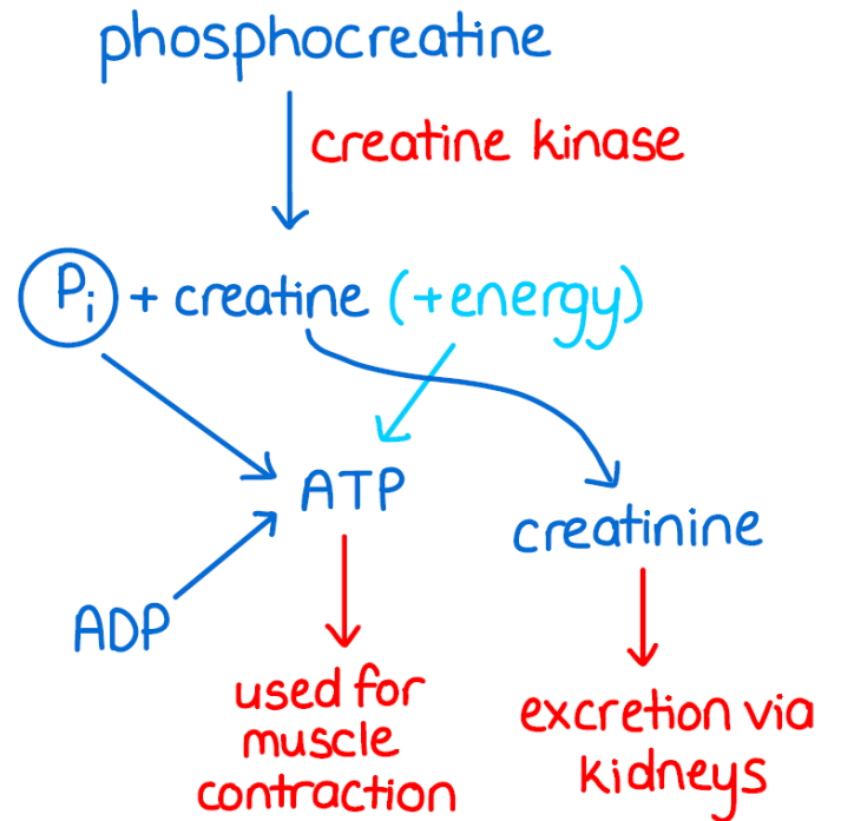 phosphocreatine
creatine kinase
Pi + creatine (+energy)
ATP
creatinine
ADP
used for
muscle
contraction
excretion via
kidneys